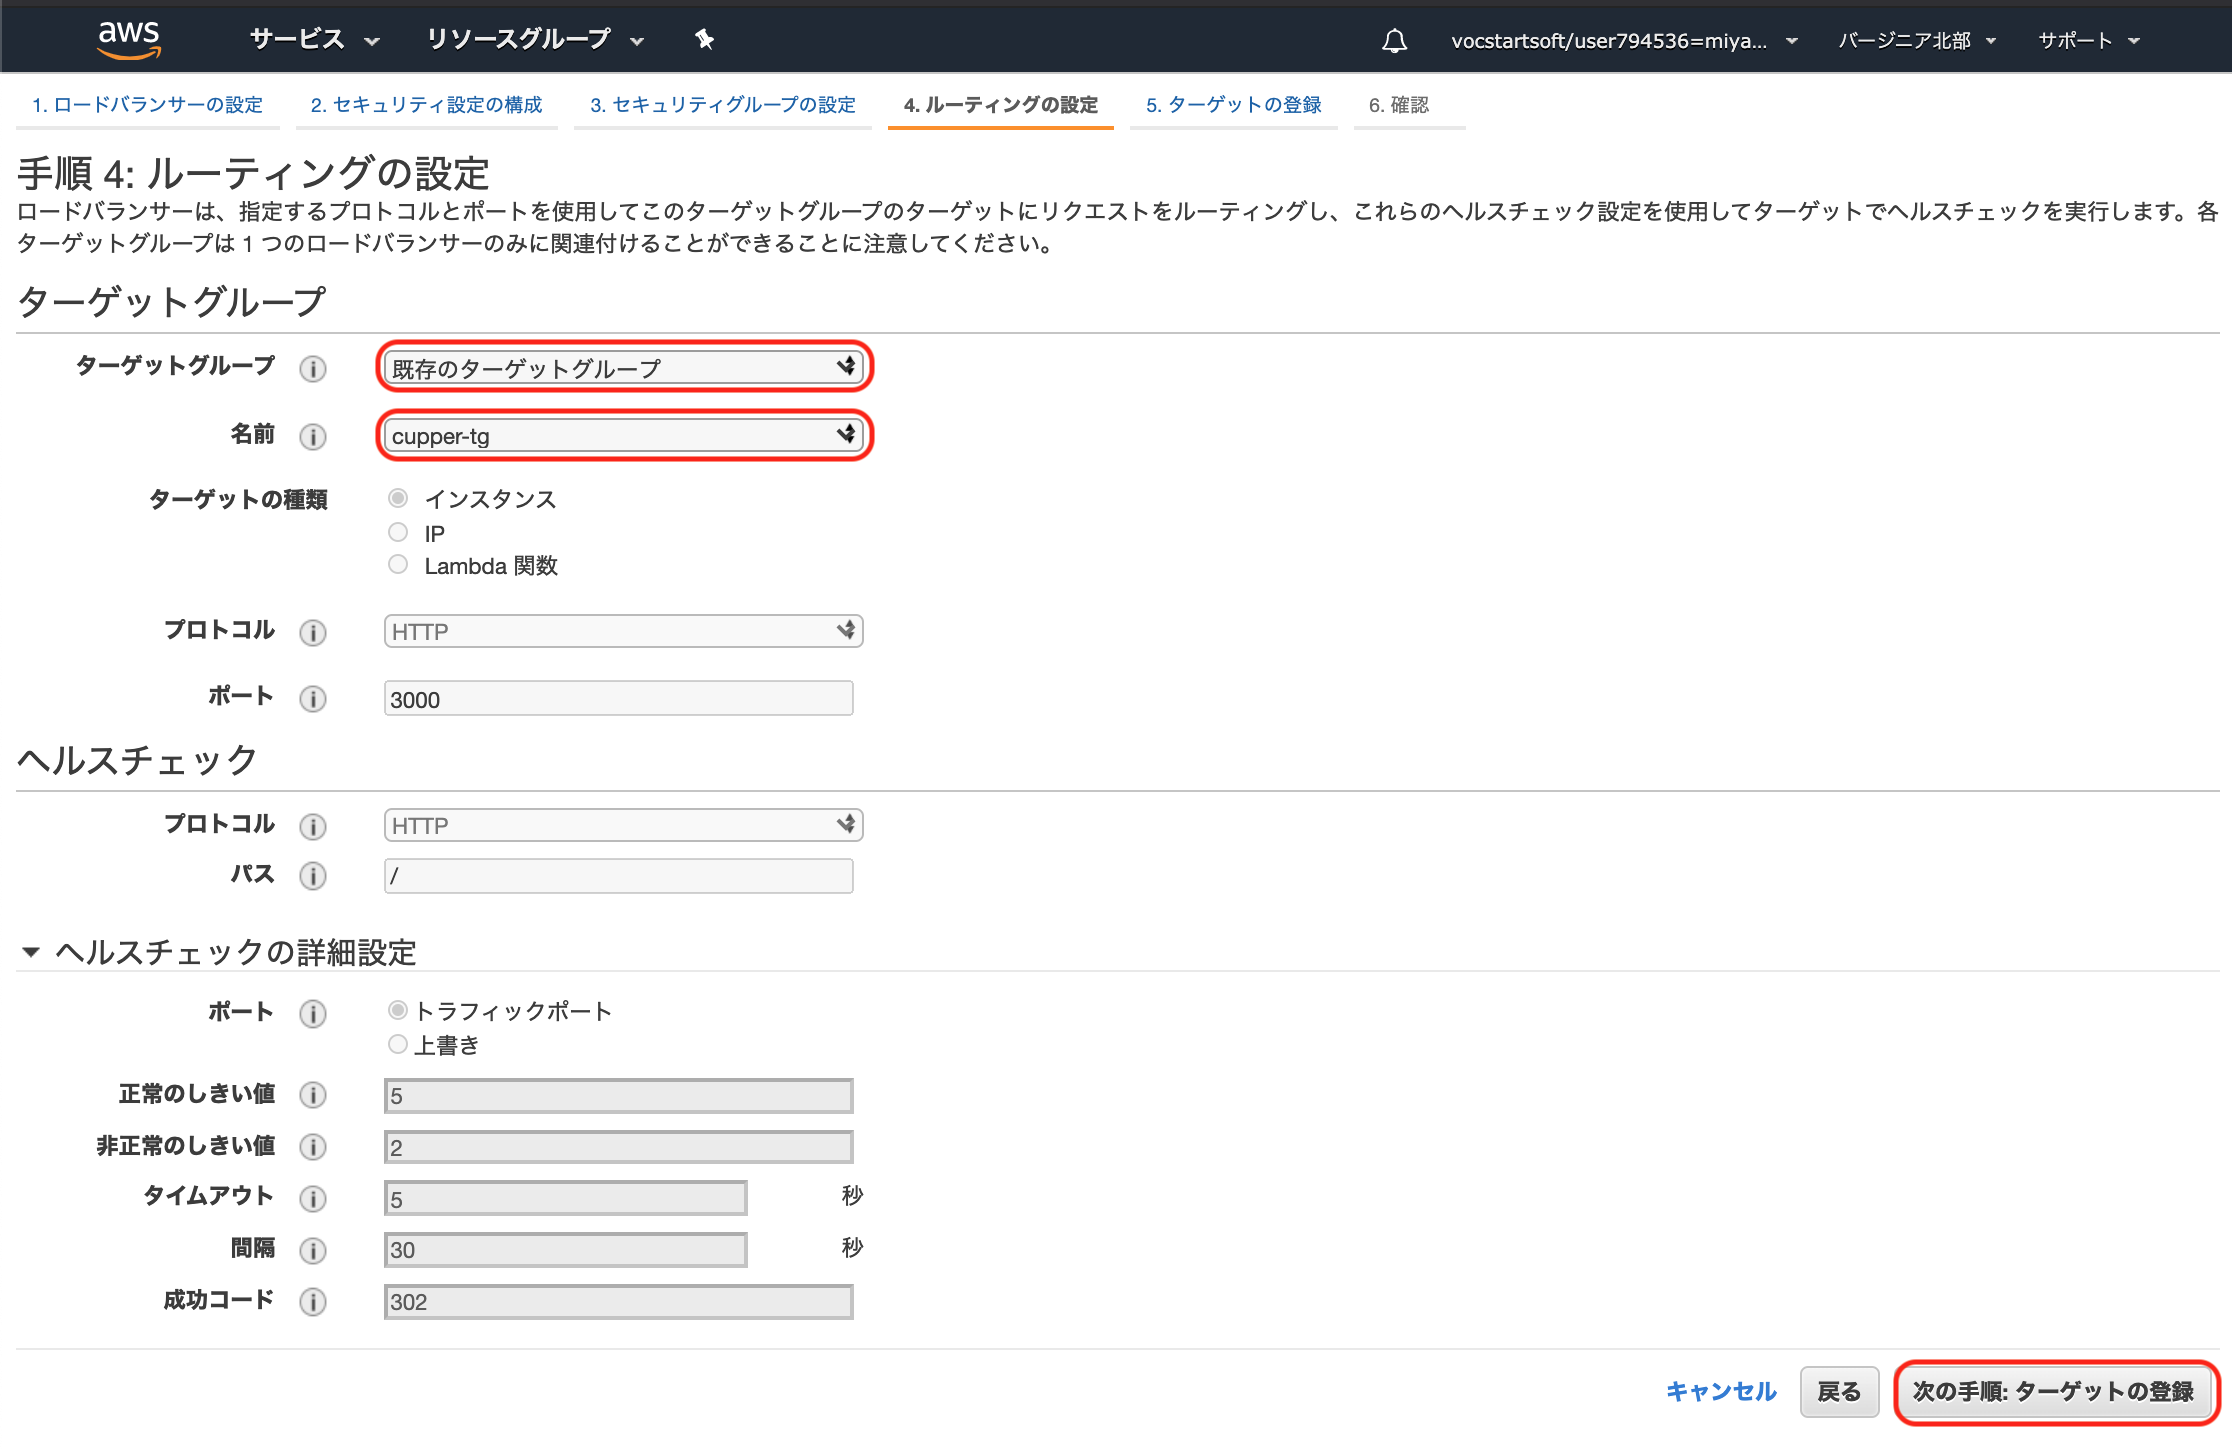 aws サービス リソースグループ vocstartsoft/user794536=miya... バージニア北部 サポート
1. ロードバランサーの設定 2. セキュリティ設定の構成 3. セキュリティグループの設定 4. ルーティングの設定 5. ターゲットの登録 6. 確認
手順 4: ルーティングの設定
ロードバランサーは、指定するプロトコルとポートを使用してこのターゲットグループのターゲットにリクエストをルーティングし、これらのヘルスチェック設定を使用してターゲットでヘルスチェックを実行します。各
ターゲットグループは 1 つのロードバランサーのみに関連付けることができることに注意してください。
ターゲットグループ
ターゲットグループ i 既存のターゲットグループ
名前 i cupper-tg
ターゲットの種類 インスタンス
IP
Lambda 関数
プロトコル i HTTP
ポート i 3000
ヘルスチェック
プロトコル i HTTP
パス i /
ヘルスチェックの詳細設定
ポート i トラフィックポート
上書き
正常のしきい値 i 5
非正常のしきい値 i 2
タイムアウト i 5 秒
間隔 i 30 秒
成功コード i 302
キャンセル 戻る 次の手順: ターゲットの登録